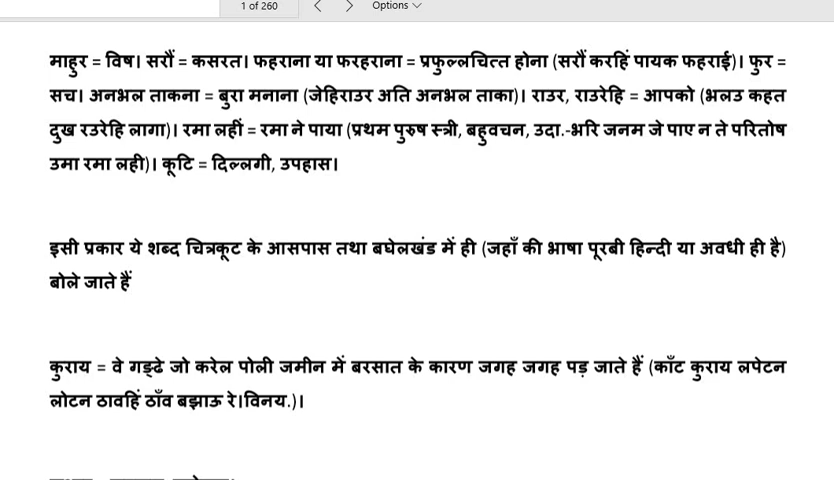 1 of 260 Options
माहुर = विष। सरौं = कसरत। फहराना या फरहराना = प्रफुल्लचित्त होना (सरौं करहिं पायक फहराई)। फुर =
सच। अनभल ताकना = बुरा मनाना (जेहिराउर अति अनभल ताका)। राउर, राउरेहि = आपको (भलउ कहत
दुख रउरेहि लागा)। रमा लहीं = रमा ने पाया (प्रथम पुरुष स्त्री, बहुवचन, उदा.-भरि जनम जे पाए न ते परितोष
उमा रमा लही)। कूटि = दिल्लगी, उपहास।
इसी प्रकार ये शब्द चित्रकूट के आसपास तथा बघेलखंड में ही (जहाँ की भाषा पूरबी हिन्दी या अवधी ही है)
बोले जाते हैं
कुराय = वे गड्ढे जो करेल पोली जमीन में बरसात के कारण जगह जगह पड़ जाते हैं (काँट कुराय लपेटन
लोटन ठावहिं ठाँव बझाऊ रे।विनय.)।